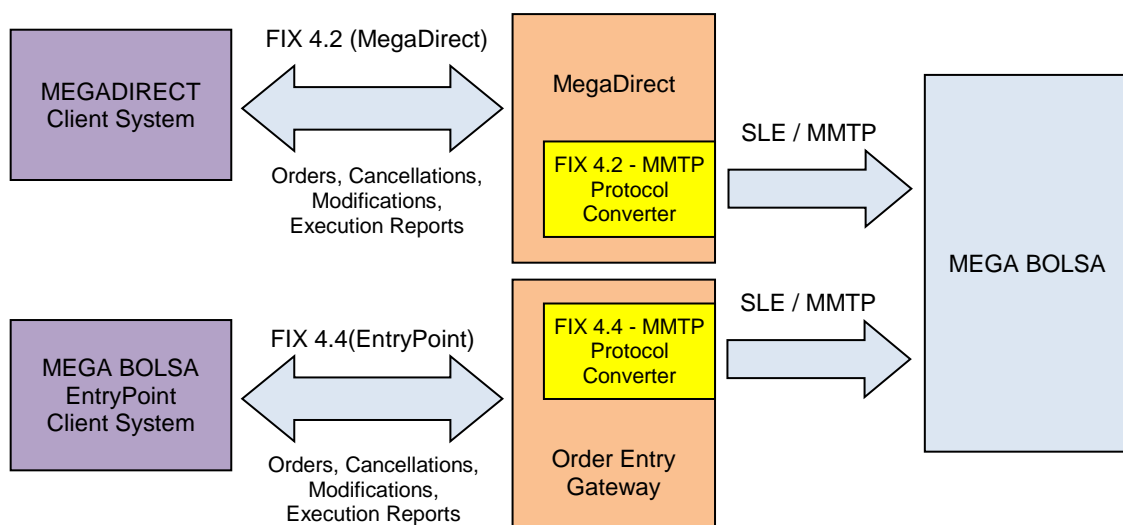 FIX 4.2 (MegaDirect)
MEGADIRECT
Client System
Orders, Cancellations,
Modifications,
Execution Reports
MegaDirect
FIX 4.2 - MMTP
Protocol
Converter
SLE / MMTP
MEGA BOLSA
FIX 4.4(EntryPoint)
MEGA BOLSA
EntryPoint
Client System
Orders, Cancellations,
Modifications,
Execution Reports
FIX 4.4 - MMTP
Protocol
Converter
Order Entry
Gateway
SLE / MMTP